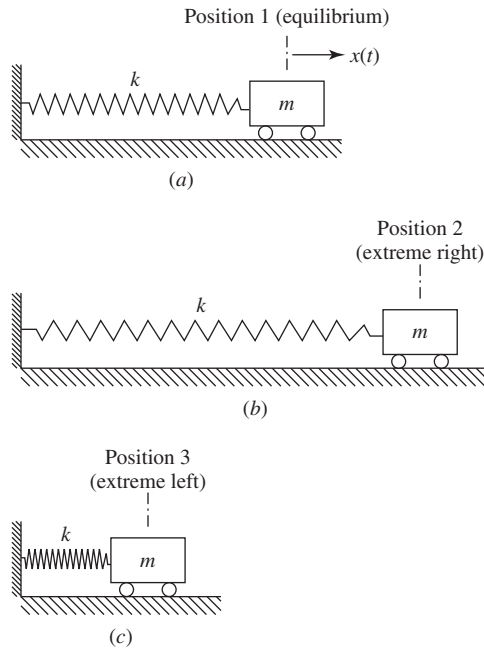 Position 1 (equilibrium)
x(t)
k
m
(a)
Position 2
(extreme right)
k
m
(b)
Position 3
(extreme left)
k
m
(c)